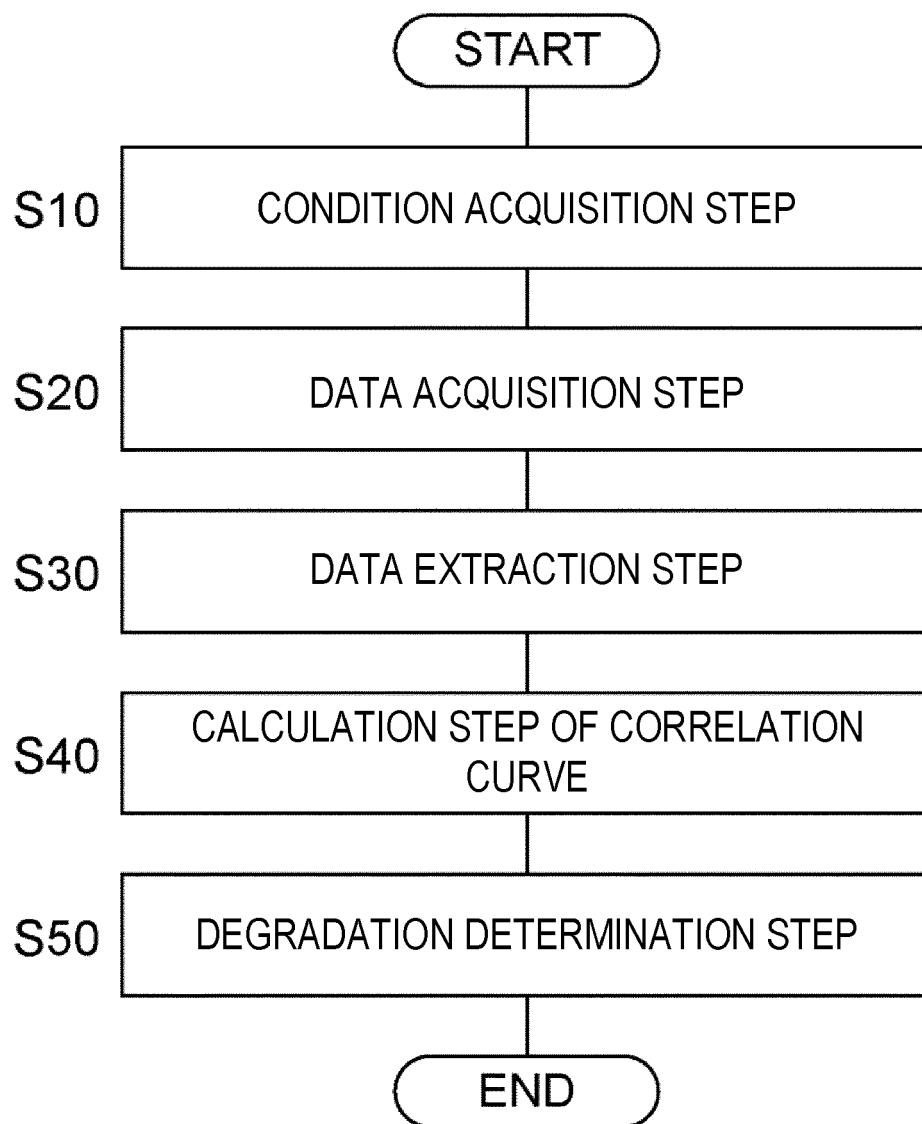 START
S10 CONDITION ACQUISITION STEP
S20 DATA ACQUISITION STEP
S30 DATA EXTRACTION STEP
S40 CALCULATION STEP OF CORRELATION
CURVE
S50 DEGRADATION DETERMINATION STEP
END